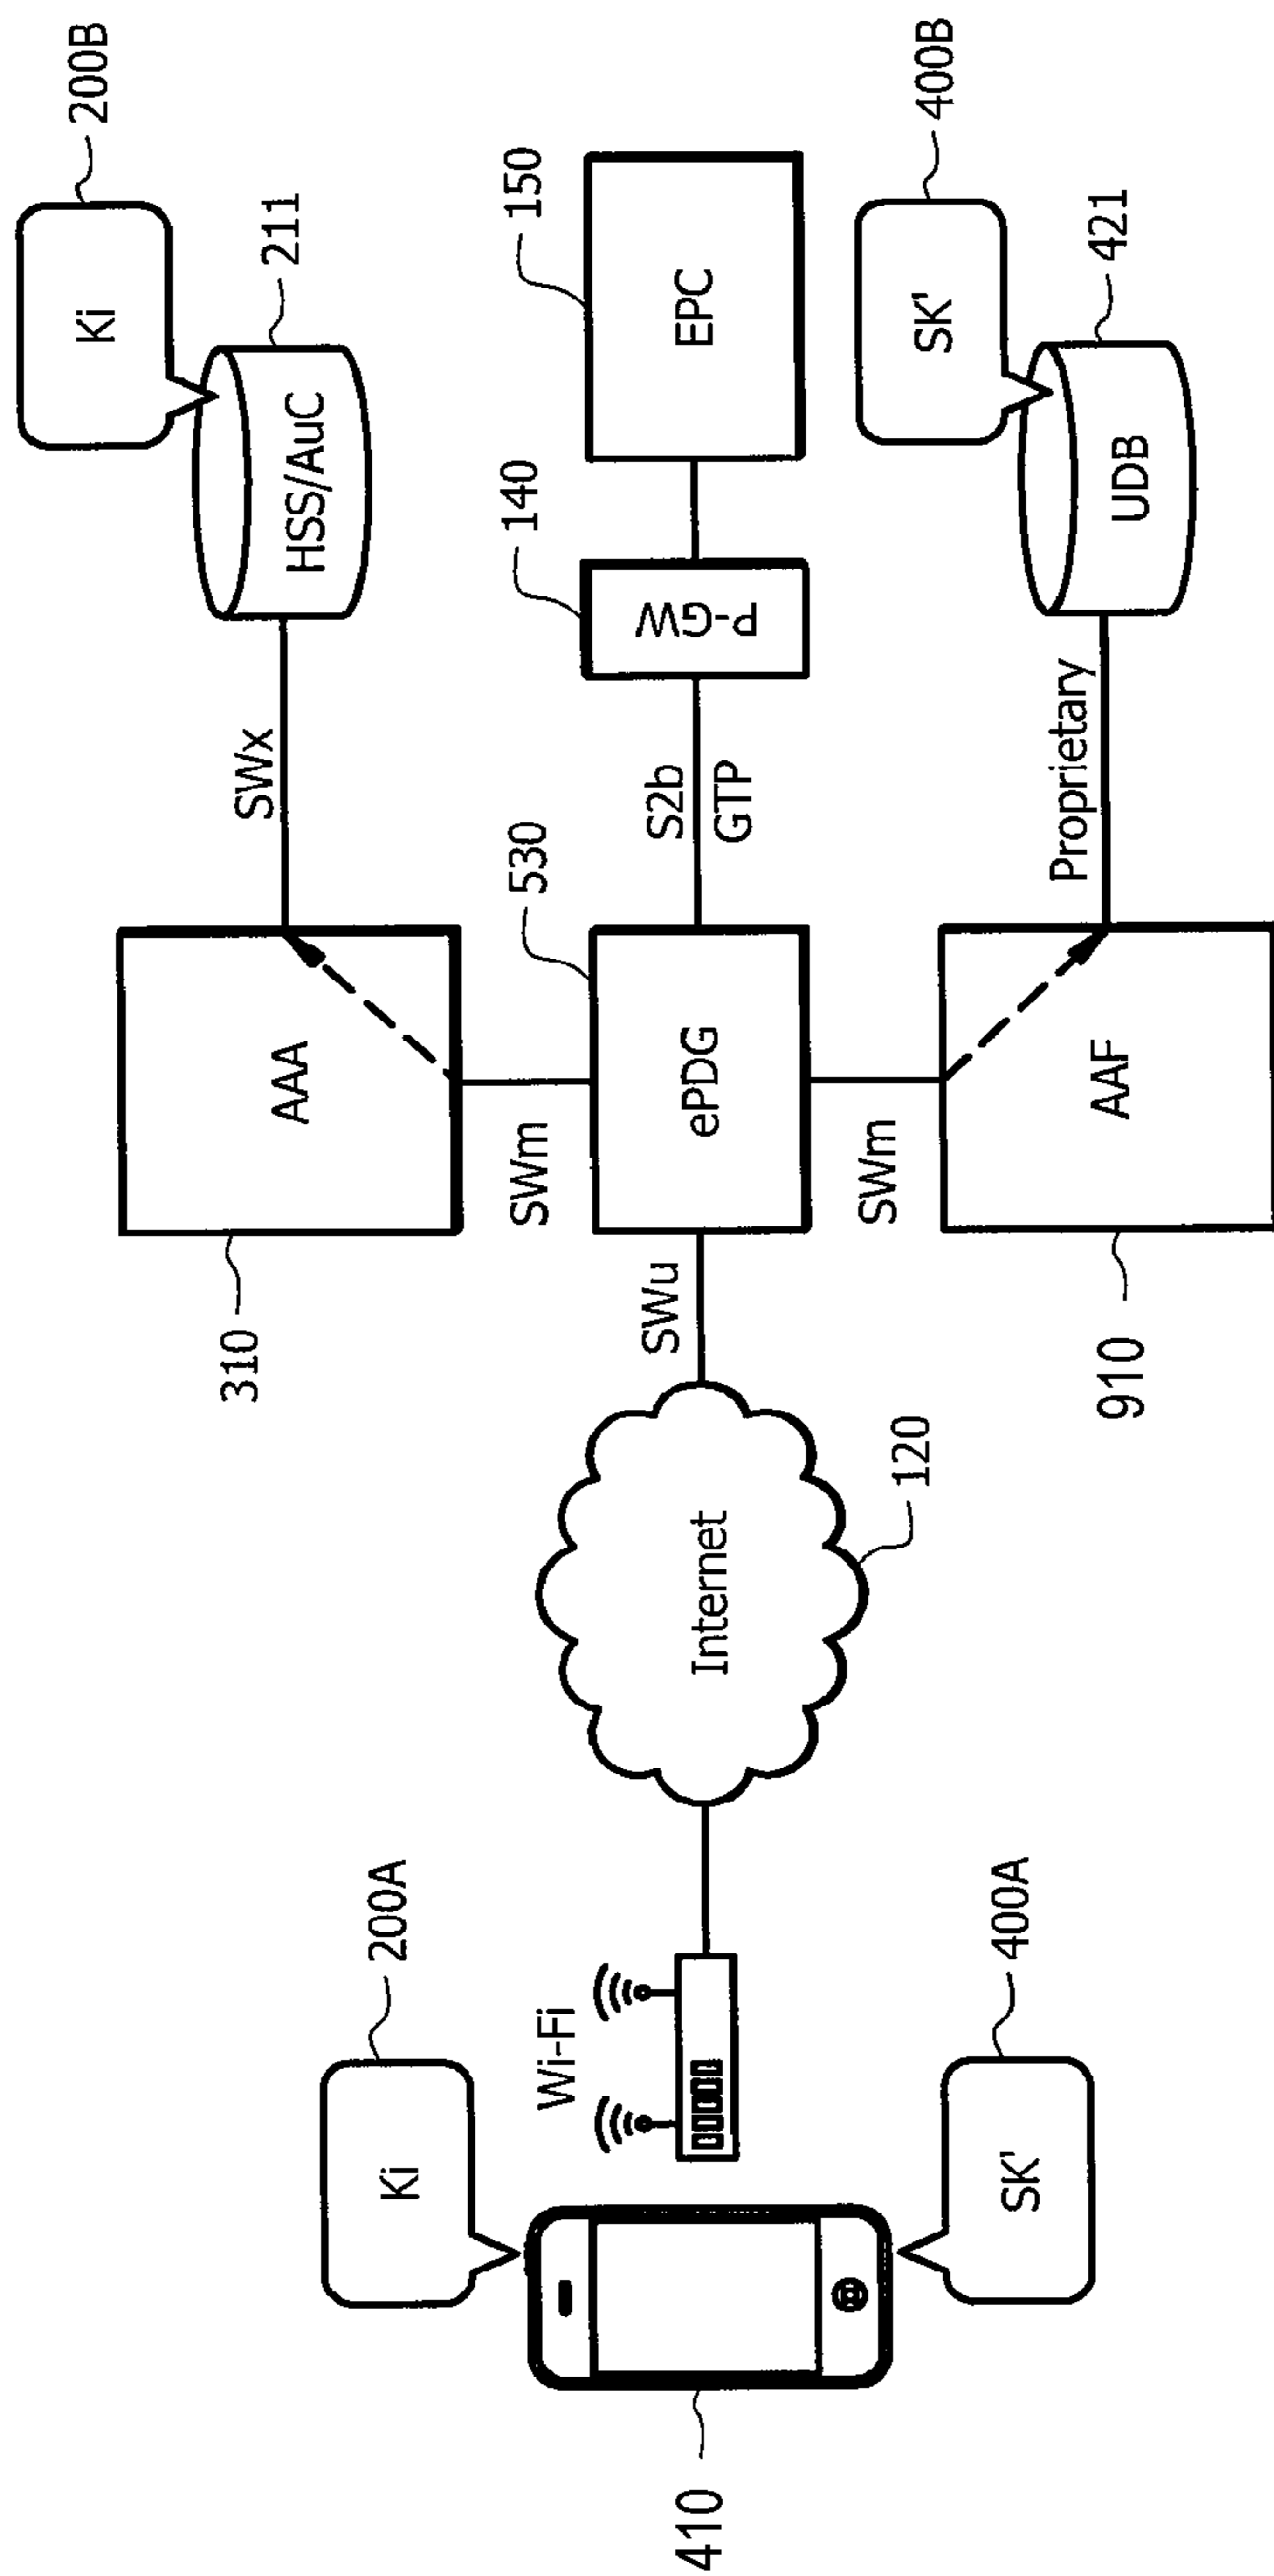 Ki
200A
Wi-Fi
410
SK'
400A
Internet
120
SWu
310
AAA
SWm
ePDG
530
SWm
AAF
910
SWx
HSS/AuC
211
Ki
200B
S2b
GTP
P-GW
140
EPC
150
Proprietary
UDB
421
SK'
400B